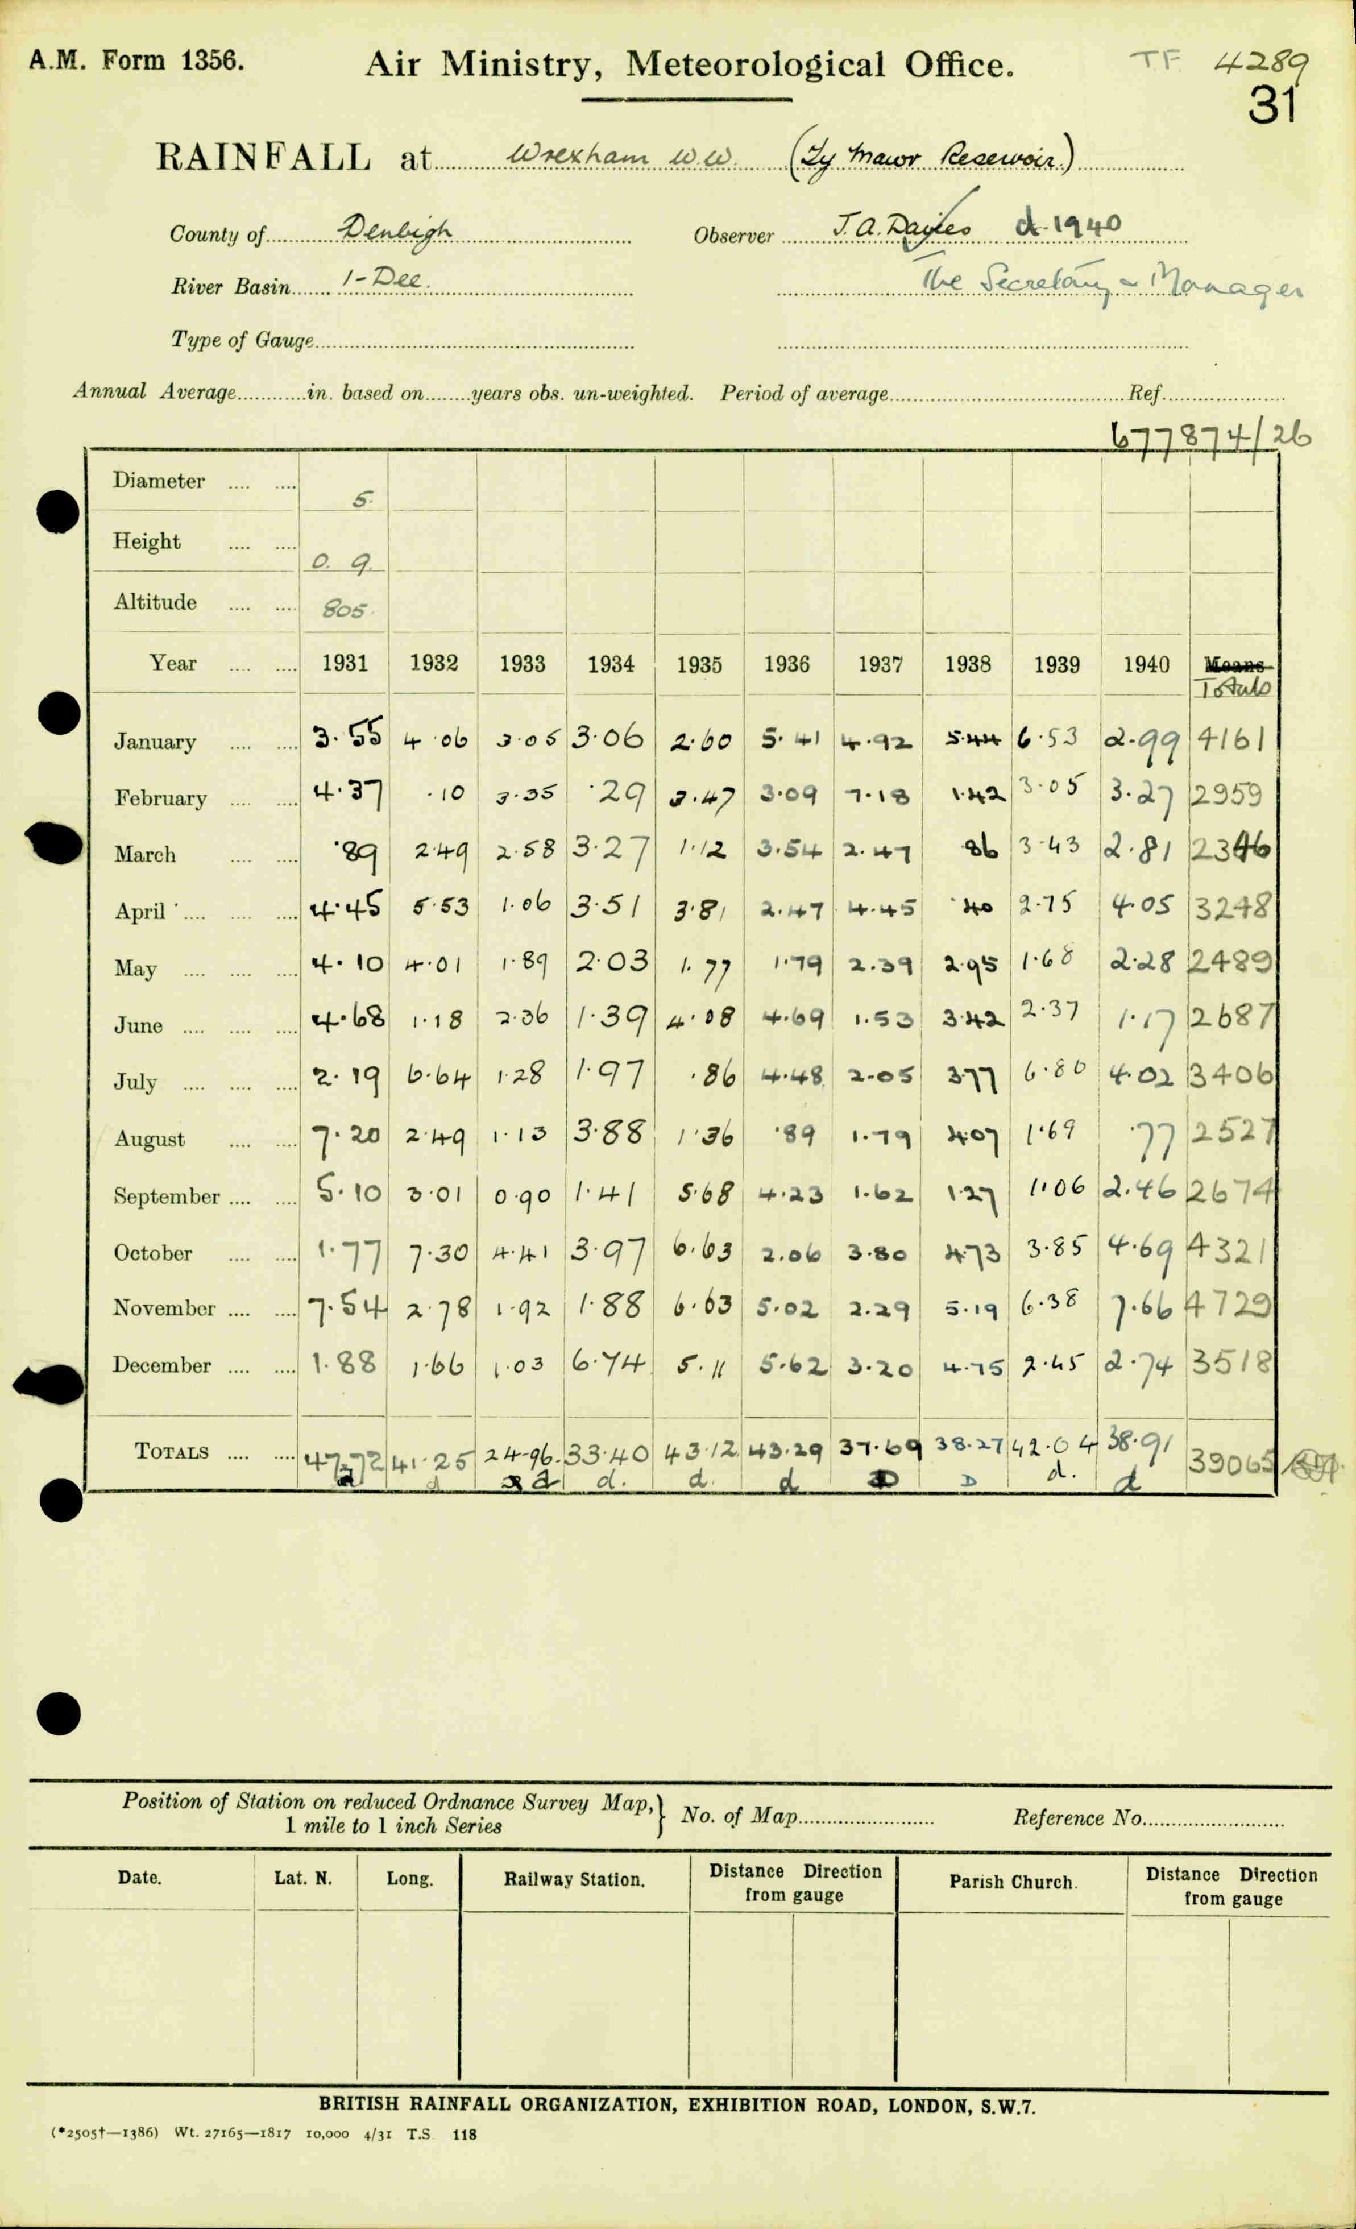 A.M. Form 1356. Air Ministry, Meteorological Office. TF 4289
31
RAINFALL at Wrexham W.W. (Ty Mawr Reservoir.)
County of Denbigh Observer J.A. Davies d 1940
River Basin 1-Dee. The Secretary & Manager
Type of Gauge
Annual Average in. based on years obs. un-weighted. Period of average Ref.
677874/26
Diameter 5
Height 0. 9.
Altitude 805.
Year 1931 1932 1933 1934 1935 1936 1937 1938 1939 1940 Means
Totals
January 3.55 4.06 3.05 3.06 2.60 5.41 4.92 5.44 6.53 2.99 4161
February 4.37 .10 3.35 .29 3.47 3.09 7.18 1.42 3.05 3.27 2959
March .89 2.49 2.58 3.27 1.12 3.54 2.47 .86 3.43 2.81
April 4.45 5.53 1.06 3.51 3.81 2.47 4.45 .40 2.75 4.05 3248
May 4.10 4.01 1.89 2.03 1.77 1.79 2.39 2.95 1.68 2.28 2489
June 4.68 1.18 2.36 1.39 4.08 4.69 1.53 3.42 2.37 1.17 2687
July 2.19 6.64 1.28 1.97 .86 4.48 2.05 3.77 6.80 4.02 3406
August 7.20 2.49 1.13 3.88 1.36 .89 1.79 4.07 1.69 .77 2527
September 5.10 3.01 0.90 1.41 5.68 4.23 1.62 1.27 1.06 2.46 2674
October 1.77 7.30 4.41 3.97 6.63 2.06 3.80 4.73 3.85 4.69 4321
November 7.54 2.78 1.92 1.88 6.63 5.02 2.29 5.19 6.38 7.66 4729
December 1.88 1.66 1.03 6.74 5.11 5.62 3.20 4.75 2.45 2.74 3518
TOTALS 47.72 41.25 24.96 33.40 43.12 43.29 37.69 38.27 42.04 38.91 39065
d d d. d. d D D d. d
Position of Station on reduced Ordnance Survey Map,
1 mile to 1 inch Series } No. of Map Reference No.
Date. Lat. N. Long. Railway Station. Distance Direction from gauge Parish Church. Distance Direction from gauge
BRITISH RAINFALL ORGANIZATION, EXHIBITION ROAD, LONDON, S.W.7.
(*2505†—1386) Wt. 27165—1817 10,000 4/31 T.S. 118